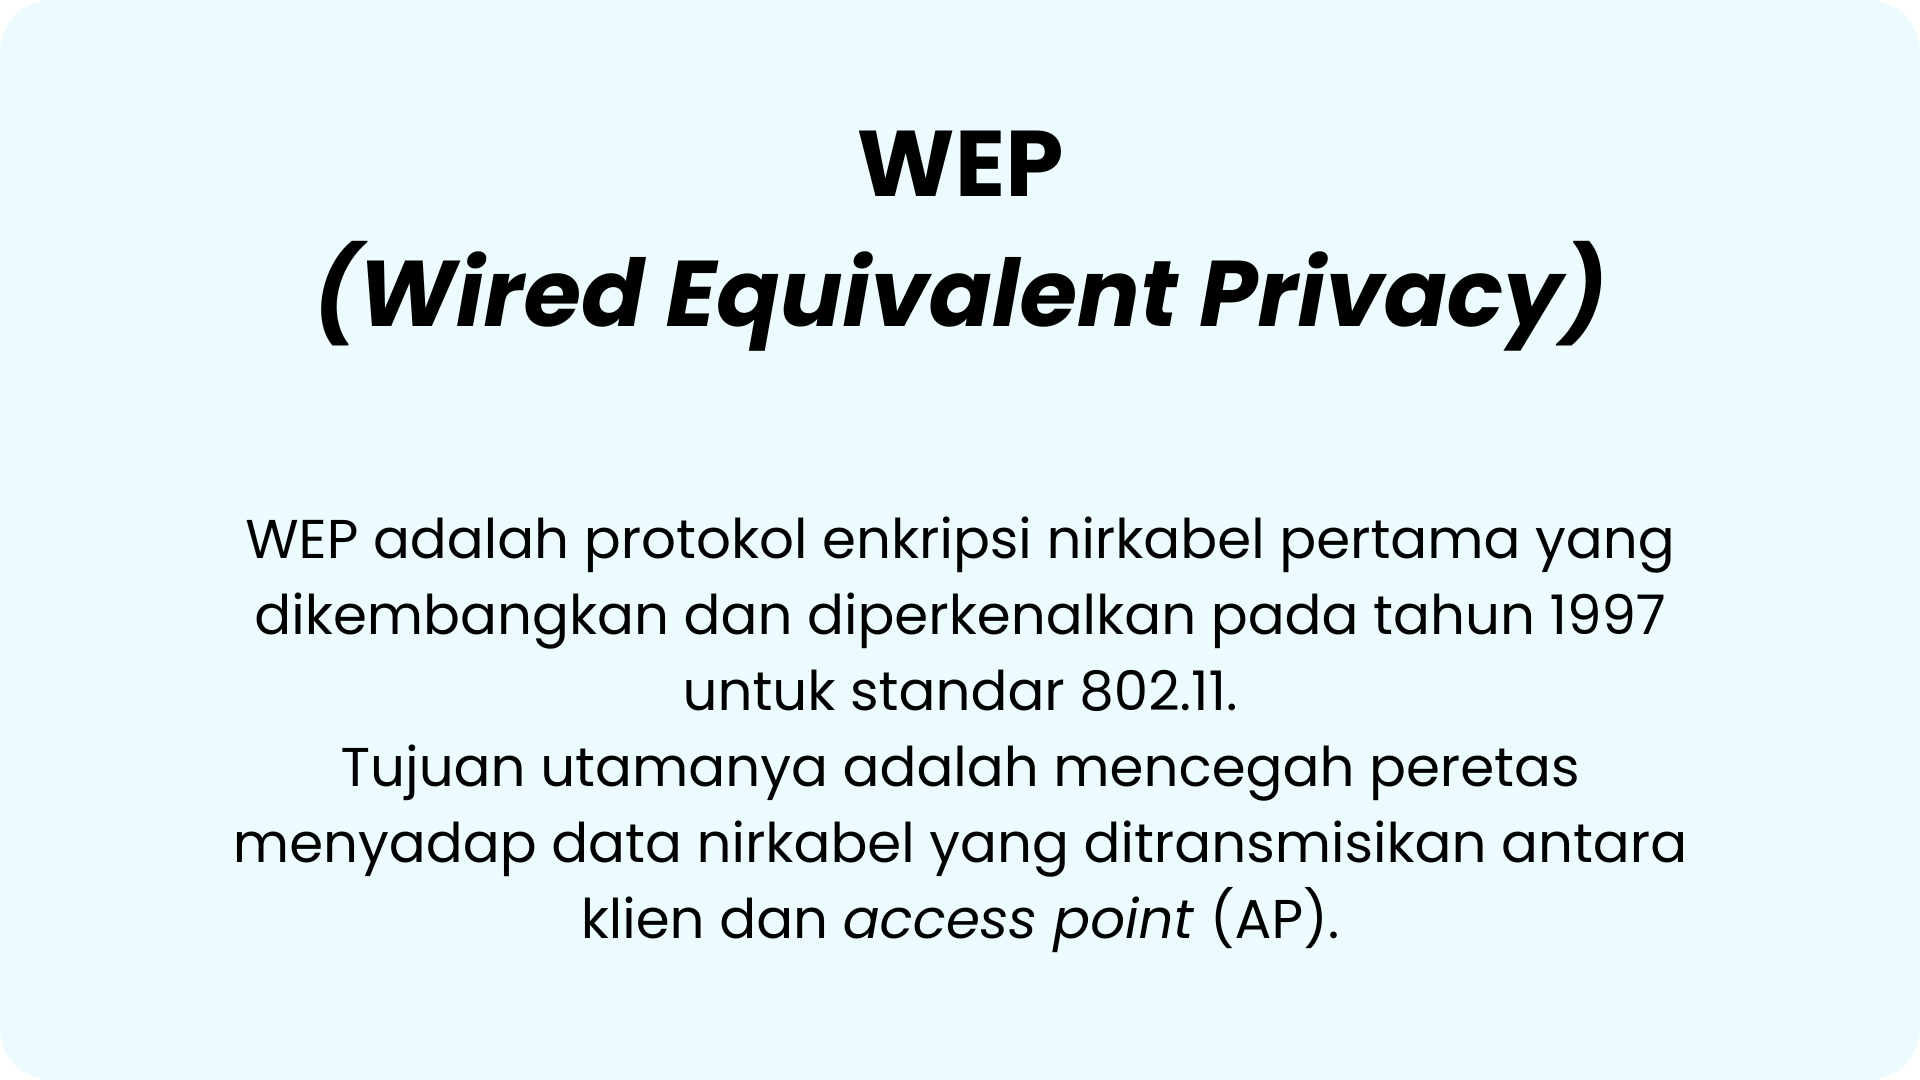 WEP
(Wired Equivalent Privacy)
WEP adalah protokol enkripsi nirkabel pertama yang
dikembangkan dan diperkenalkan pada tahun 1997
untuk standar 802.11.
Tujuan utamanya adalah mencegah peretas
menyadap data nirkabel yang ditransmisikan antara
klien dan access point (AP).